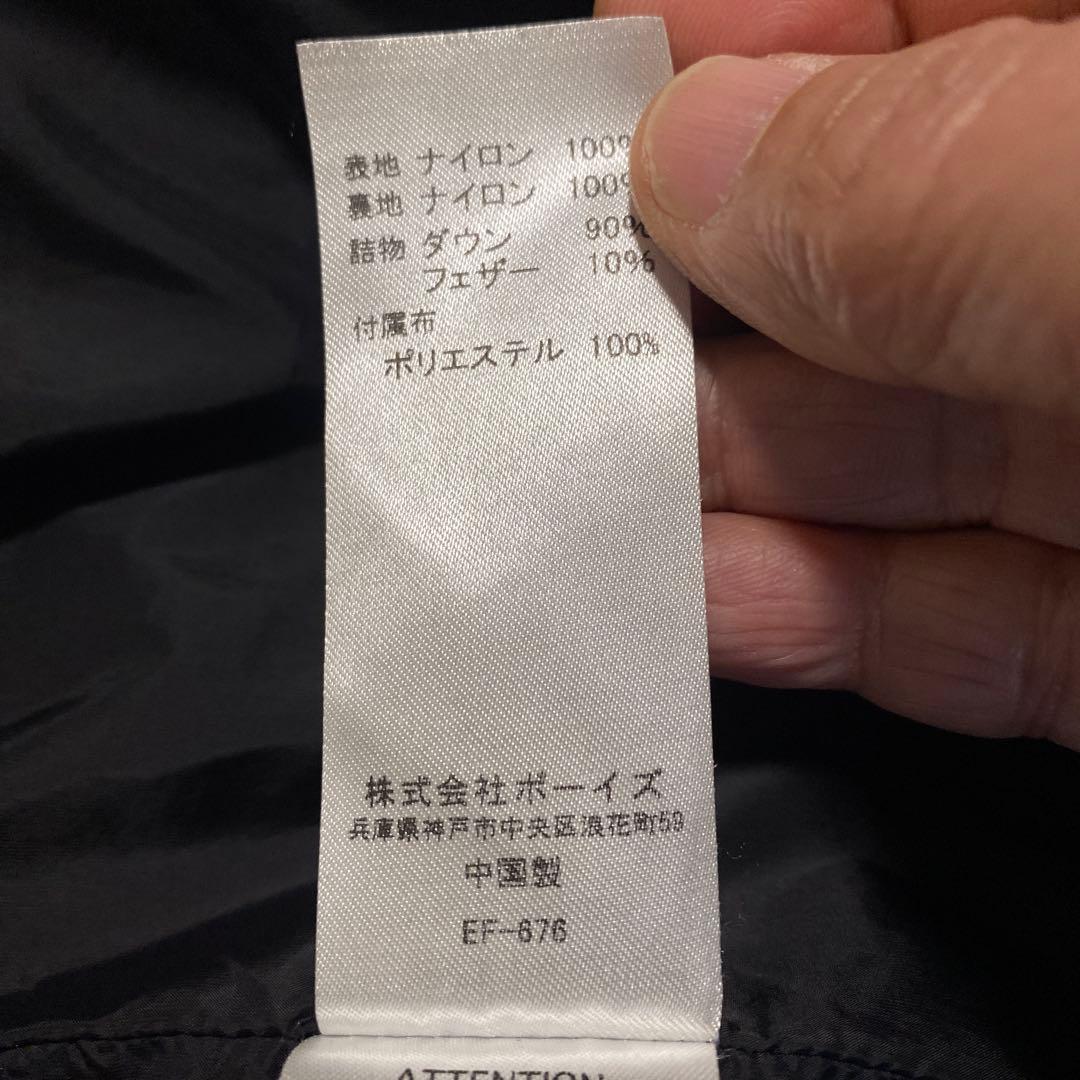 表地 ナイロン 100%
裏地 ナイロン 100%
詰物 ダウン 90%
フェザー 10%
付属布
ポリエステル 100%
株式会社ボーイズ
兵庫県神戸市中央区浪花町59
中国製
EF-676
ATTENTION